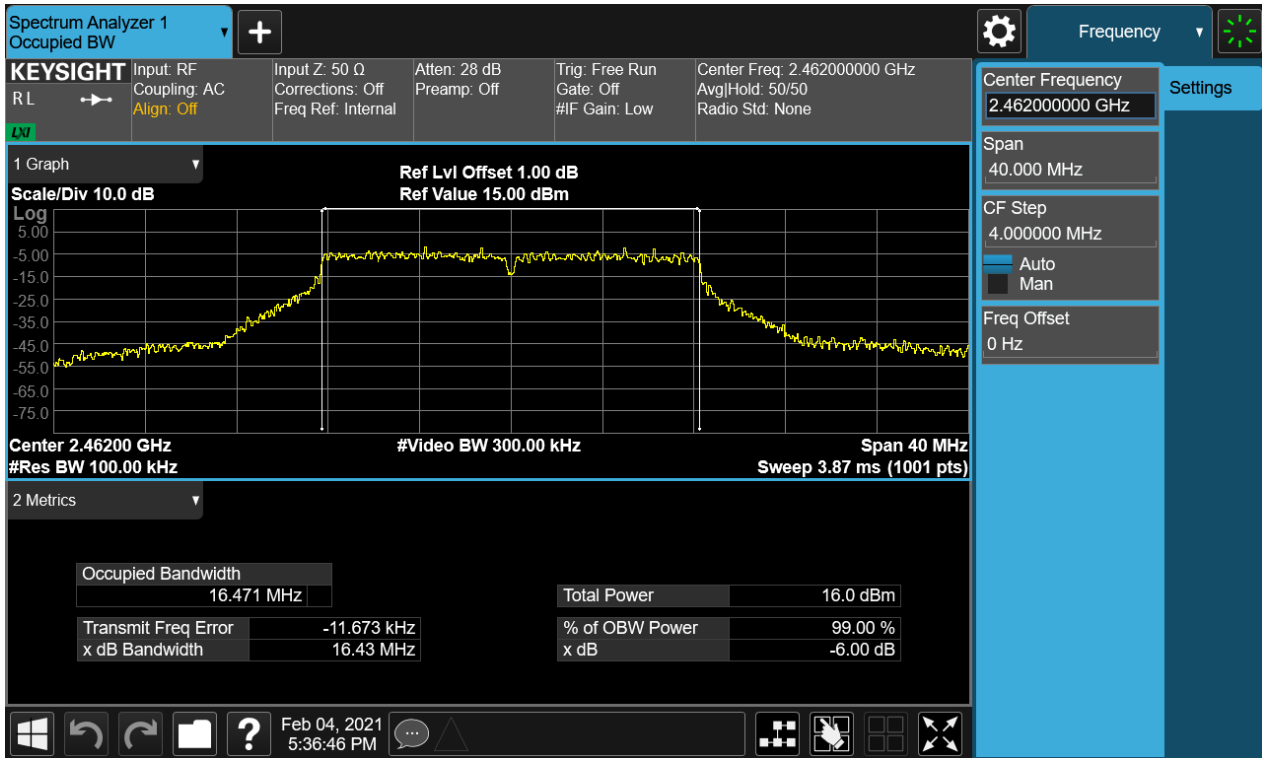 Spectrum Analyzer 1
Occupied BW
+
Frequency
KEYSIGHT
R L
LXI
Input: RF
Coupling: AC
Align: Off
Input Z: 50 Ω
Corrections: Off
Freq Ref: Internal
Atten: 28 dB
Preamp: Off
Trig: Free Run
Gate: Off
#IF Gain: Low
Center Freq: 2.462000000 GHz
Avg|Hold: 50/50
Radio Std: None
Center Frequency
2.462000000 GHz
Settings
Span
40.000 MHz
CF Step
4.000000 MHz
Auto
Man
Freq Offset
0 Hz
1 Graph
Ref Lvl Offset 1.00 dB
Scale/Div 10.0 dB
Ref Value 15.00 dBm
Log
5.00
-5.00
-15.0
-25.0
-35.0
-45.0
-55.0
-65.0
-75.0
Center 2.46200 GHz
#Video BW 300.00 kHz
Span 40 MHz
#Res BW 100.00 kHz
Sweep 3.87 ms (1001 pts)
2 Metrics
Occupied Bandwidth
16.471 MHz
Total Power 16.0 dBm
Transmit Freq Error -11.673 kHz
% of OBW Power 99.00 %
x dB Bandwidth 16.43 MHz
x dB -6.00 dB
?
Feb 04, 2021
5:36:46 PM